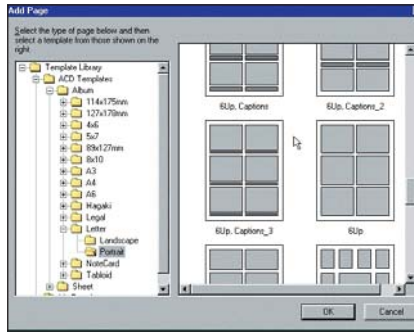 Add Page
Select the type of page below and then
select a template from those shown on the
right.
Template Library
ACD Templates
Album
114x175mm
127x178mm
4x6
5x7
89x127mm
8x10
A3
A4
A6
Hagaki
Legal
Letter
Landscape
Portrait
NoteCard
Tabloid
Sheet
6Up, Captions
6Up, Captions_2
6Up, Captions_3
6Up
OK
Cancel